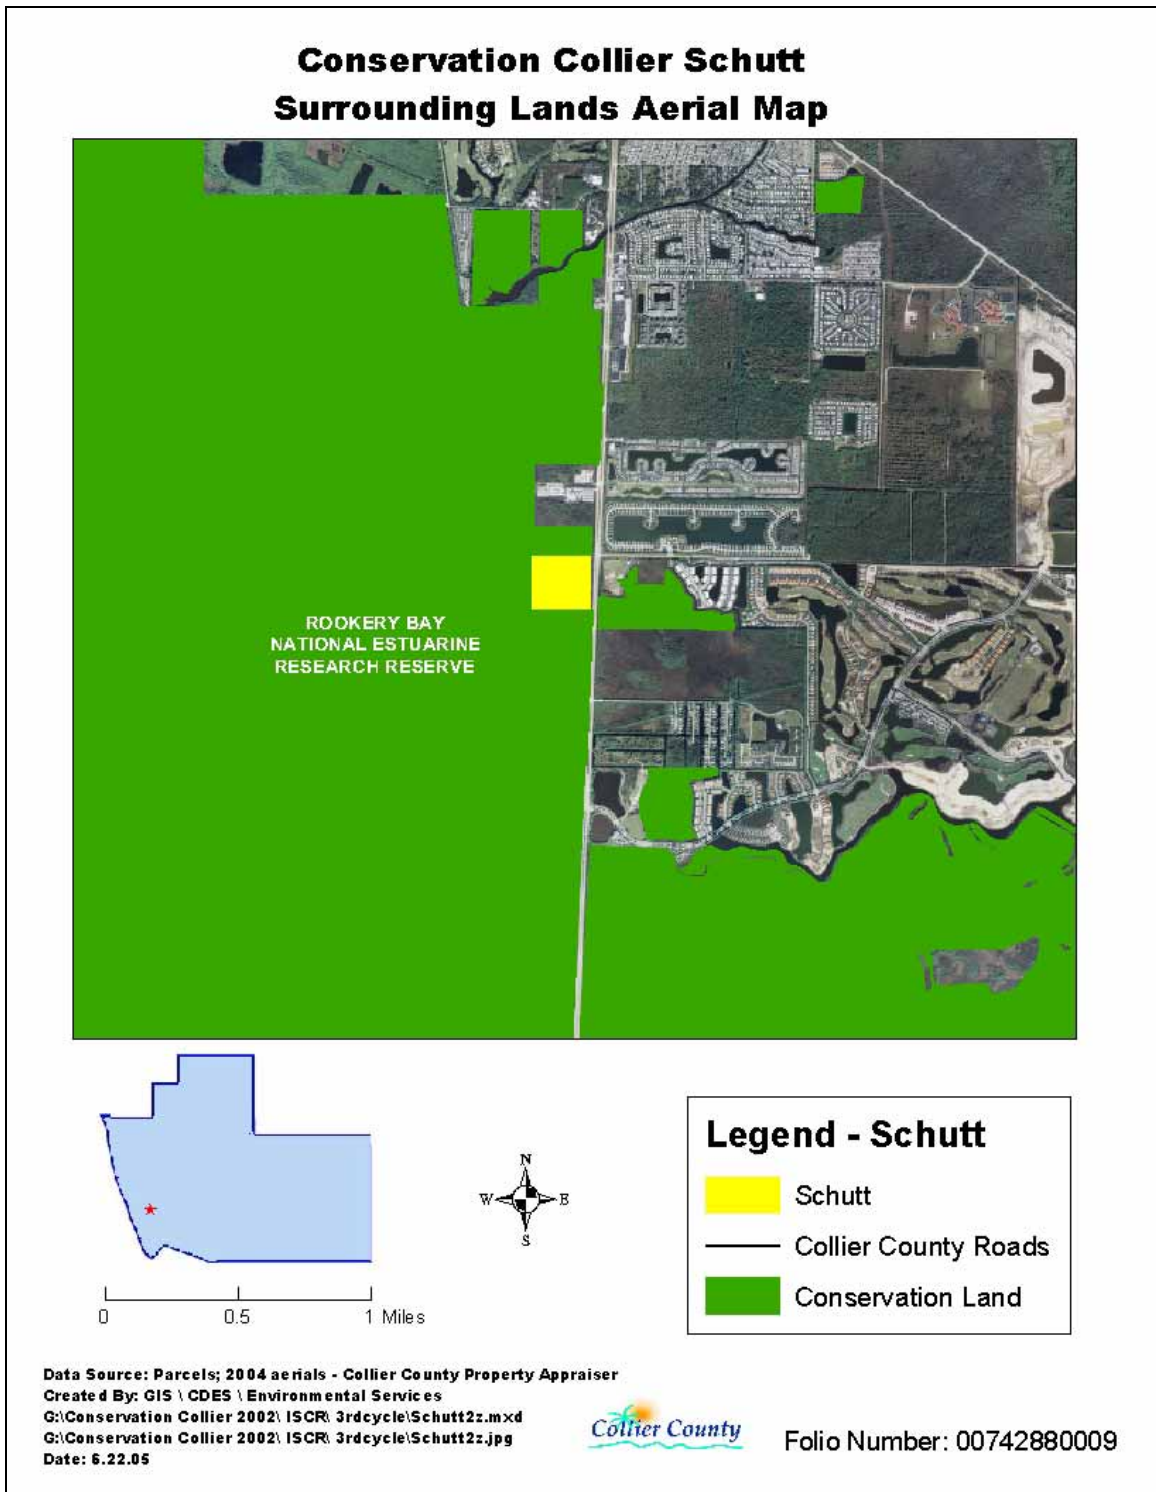 Conservation Collier Schutt
Surrounding Lands Aerial Map
ROOKERY BAY
NATIONAL ESTUARINE
RESEARCH RESERVE
N
W E
S
0 0.5 1 Miles
Legend - Schutt
Schutt
Collier County Roads
Conservation Land
Data Source: Parcels; 2004 aerials - Collier County Property Appraiser
Created By: GIS \ CDES \ Environmental Services
G:\Conservation Collier 2002\ ISCR\ 3rdcycle\Schutt2z.mxd
G:\Conservation Collier 2002\ ISCR\ 3rdcycle\Schutt2z.jpg
Date: 6.22.05
Collier County
Folio Number: 00742880009